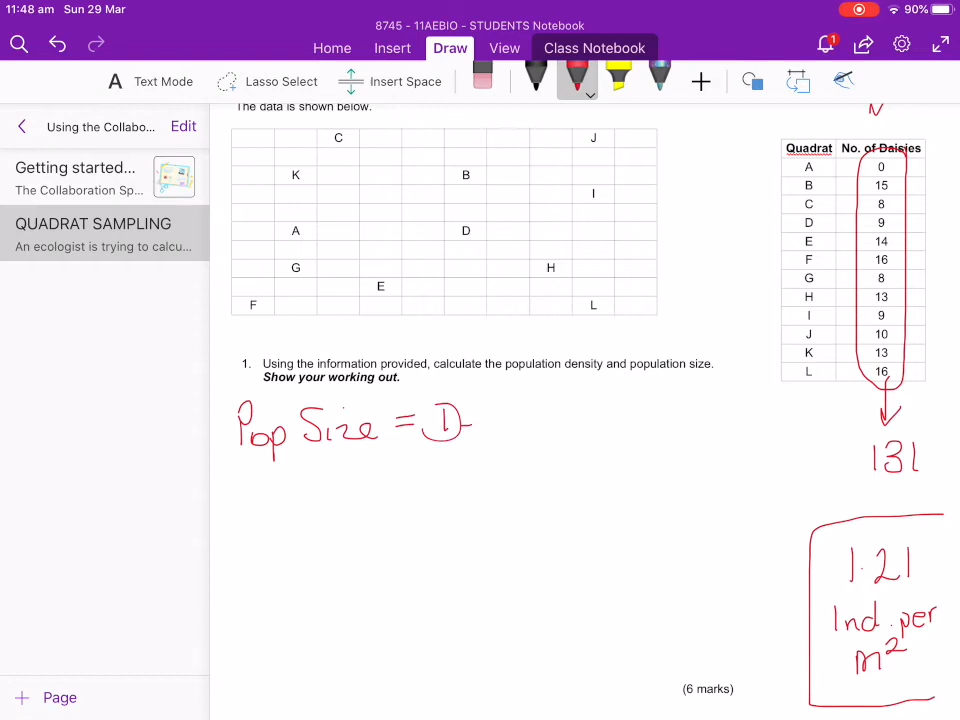 11:48 am Sun 29 Mar
90%
8745 - 11AEBIO - STUDENTS Notebook
Home Insert Draw View Class Notebook
1
A Text Mode Lasso Select Insert Space
Using the Collabo... Edit
Getting started...
The Collaboration Sp...
QUADRAT SAMPLING
An ecologist is trying to calcu...
Page
The data is shown below.
C J
K B
I
A D
G H
E
F L
1. Using the information provided, calculate the population density and population size.
Show your working out.
Pop Size = D
(6 marks)
N
Quadrat No. of Daisies
A 0
B 15
C 8
D 9
E 14
F 16
G 8
H 13
I 9
J 10
K 13
L 16
131
1.21
Ind. per
m²